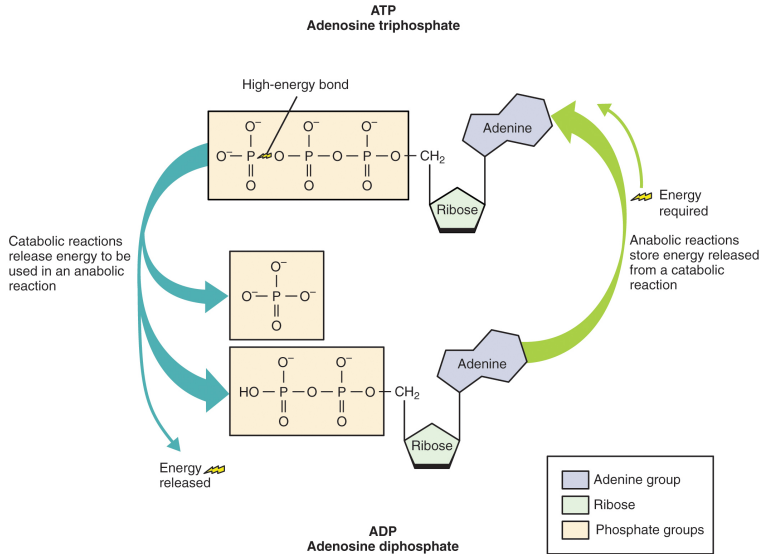 ATP
Adenosine triphosphate
High-energy bond
O⁻ O⁻ O⁻
O⁻ — P O — P — O — P — O — CH₂
O O O
Adenine
Ribose
Energy
required
Catabolic reactions
release energy to be
used in an anabolic
reaction
Anabolic reactions
store energy released
from a catabolic
reaction
O⁻
O⁻ — P — O⁻
O
O⁻ O⁻
HO — P — O — P — O — CH₂
O O
Adenine
Ribose
Energy
released
Adenine group
Ribose
Phosphate groups
ADP
Adenosine diphosphate